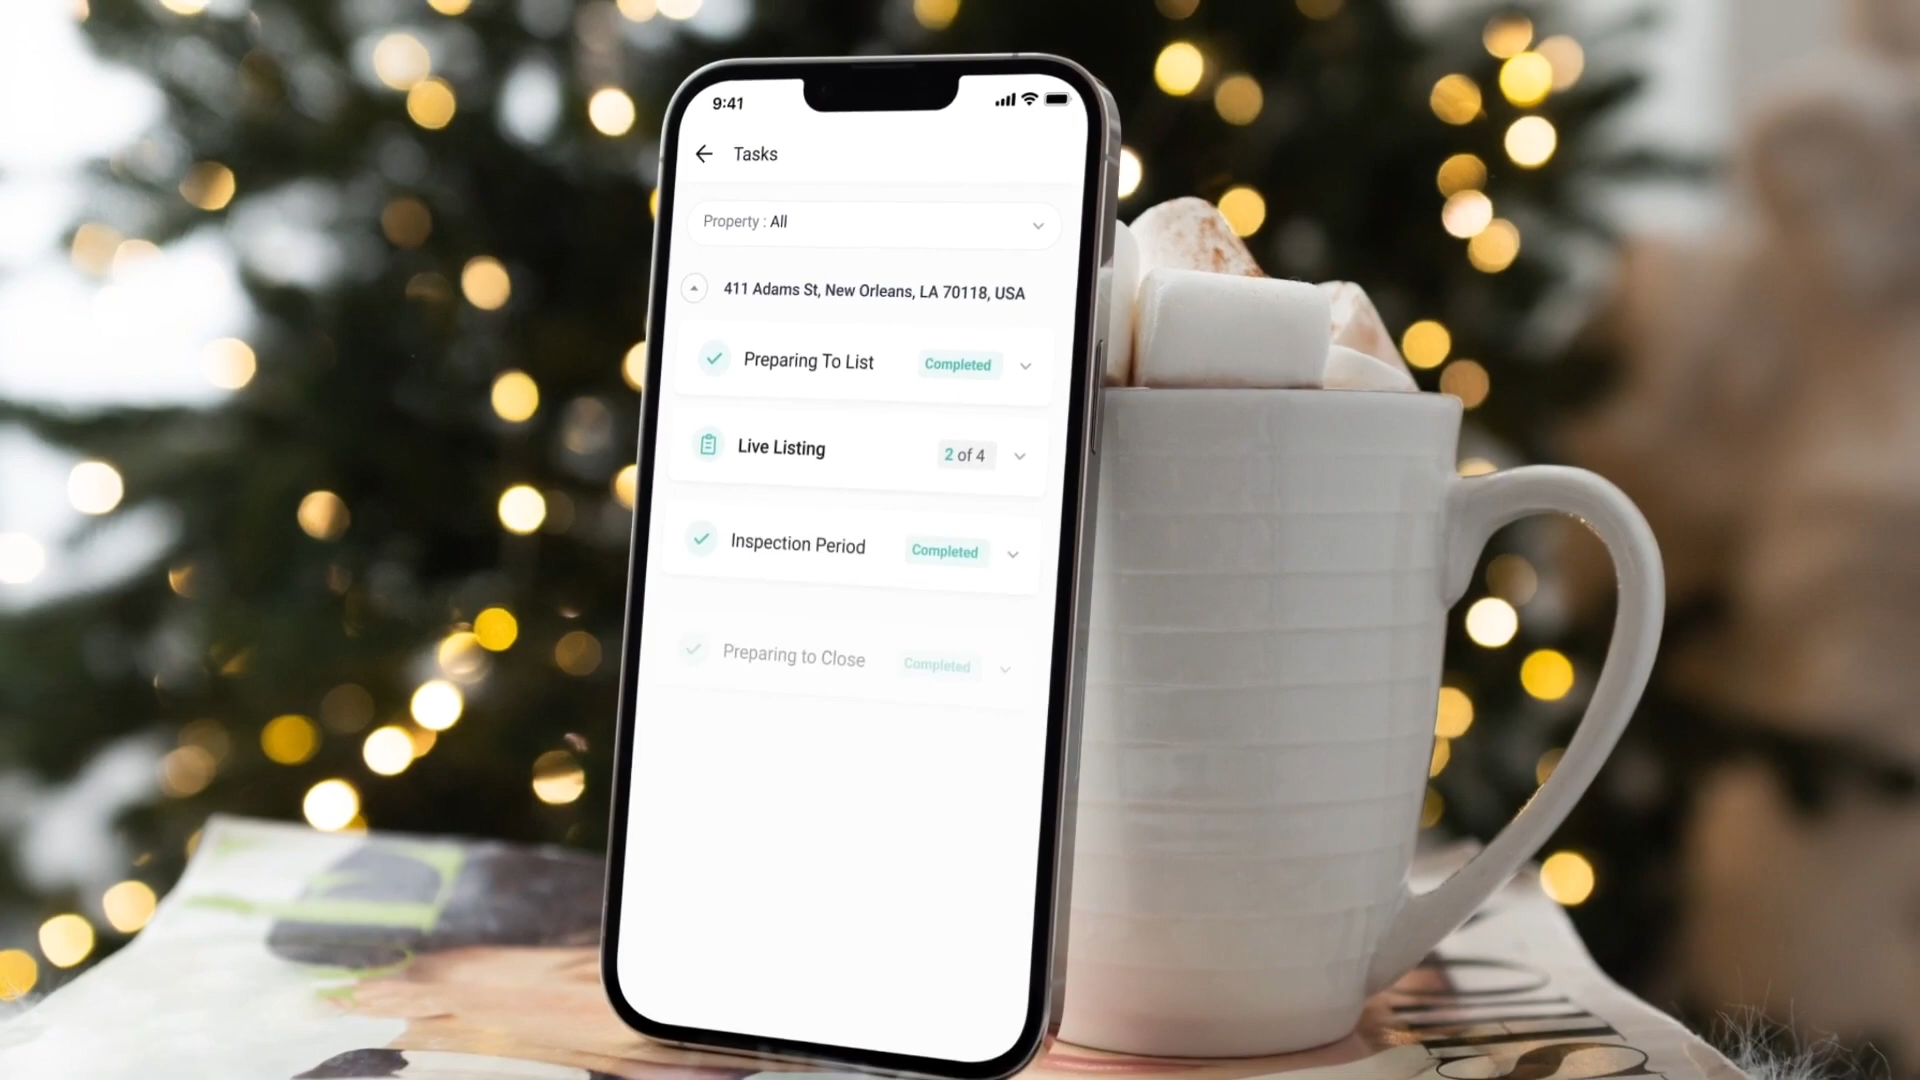 9:41
Tasks
Property : All
411 Adams St, New Orleans, LA 70118, USA
Preparing To List Completed
Live Listing 2 of 4
Inspection Period Completed
Preparing to Close Completed